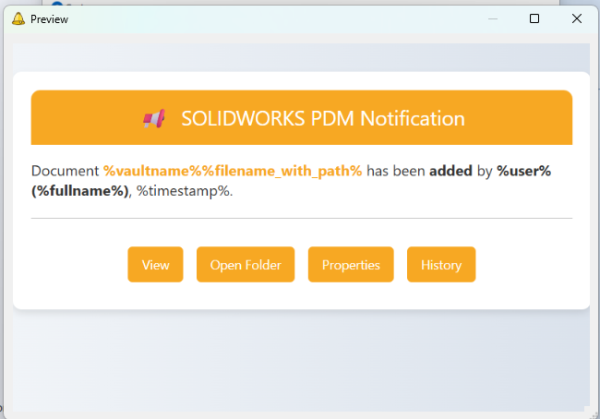 Preview
SOLIDWORKS PDM Notification
Document %vaultname%%filename_with_path% has been added by %user%
(%fullname%), %timestamp%.
View
Open Folder
Properties
History